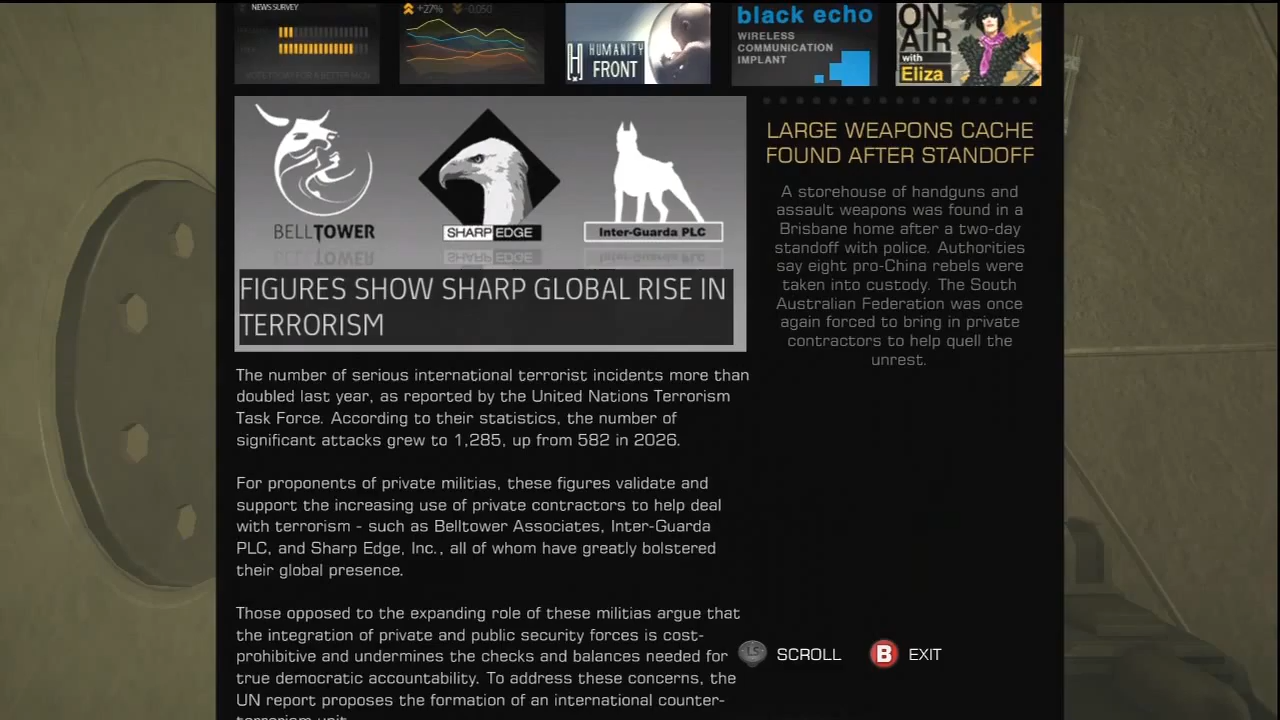 NEWS SURVEY
+27% -0.050
HUMANITY
FRONT
black echo
WIRELESS
COMMUNICATION
IMPLANT
ON
AIR
with
Eliza
BELLTOWER
SHARP EDGE
Inter-Guarda PLC
FIGURES SHOW SHARP GLOBAL RISE IN
TERRORISM
The number of serious international terrorist incidents more than
doubled last year, as reported by the United Nations Terrorism
Task Force. According to their statistics, the number of
significant attacks grew to 1,285, up from 582 in 2026.
For proponents of private militias, these figures validate and
support the increasing use of private contractors to help deal
with terrorism - such as Belltower Associates, Inter-Guarda
PLC, and Sharp Edge, Inc., all of whom have greatly bolstered
their global presence.
Those opposed to the expanding role of these militias argue that
the integration of private and public security forces is cost-
prohibitive and undermines the checks and balances needed for
true democratic accountability. To address these concerns, the
UN report proposes the formation of an international counter-
terrorism unit.
LARGE WEAPONS CACHE
FOUND AFTER STANDOFF
A storehouse of handguns and
assault weapons was found in a
Brisbane home after a two-day
standoff with police. Authorities
say eight pro-China rebels were
taken into custody. The South
Australian Federation was once
again forced to bring in private
contractors to help quell the
unrest.
LS SCROLL B EXIT